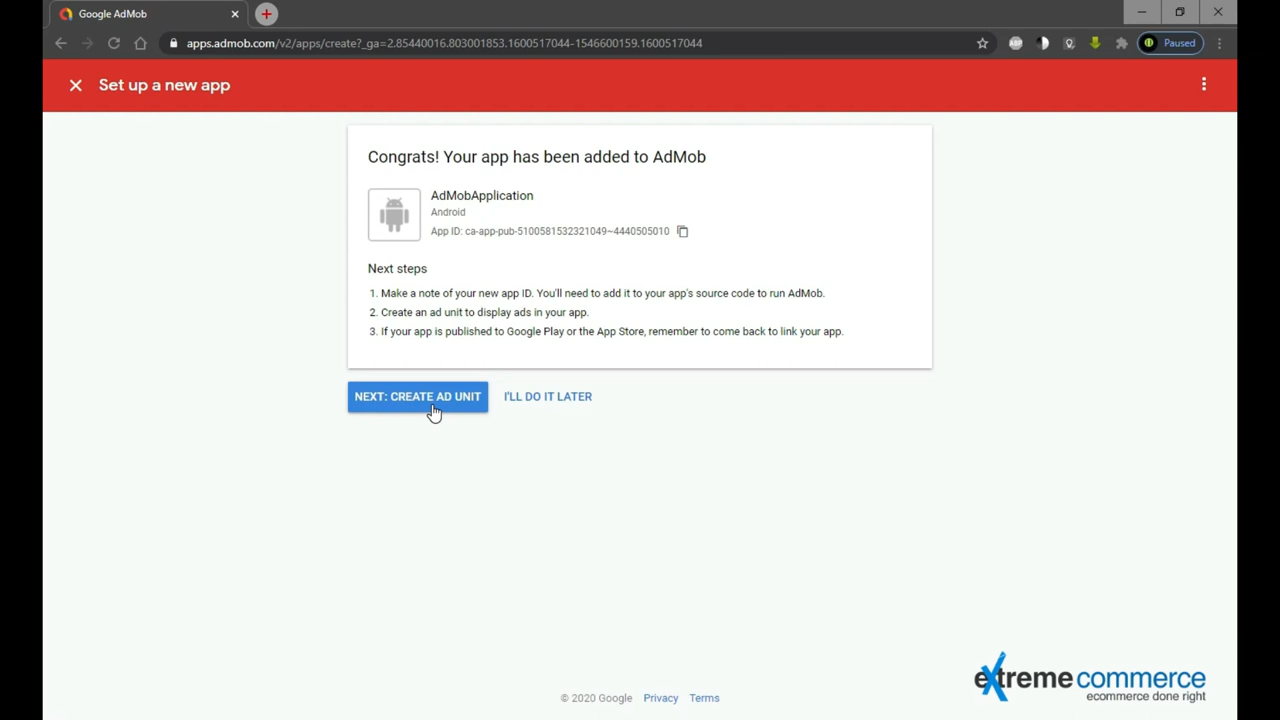 Google AdMob
apps.admob.com/v2/apps/create?_ga=2.85440016.803001853.1600517044-1546600159.1600517044
Paused
Set up a new app
Congrats! Your app has been added to AdMob
AdMobApplication
Android
App ID: ca-app-pub-5100581532321049~4440505010
Next steps
1. Make a note of your new app ID. You'll need to add it to your app's source code to run AdMob.
2. Create an ad unit to display ads in your app.
3. If your app is published to Google Play or the App Store, remember to come back to link your app.
NEXT: CREATE AD UNIT I'LL DO IT LATER
extreme commerce
ecommerce done right
© 2020 Google Privacy Terms